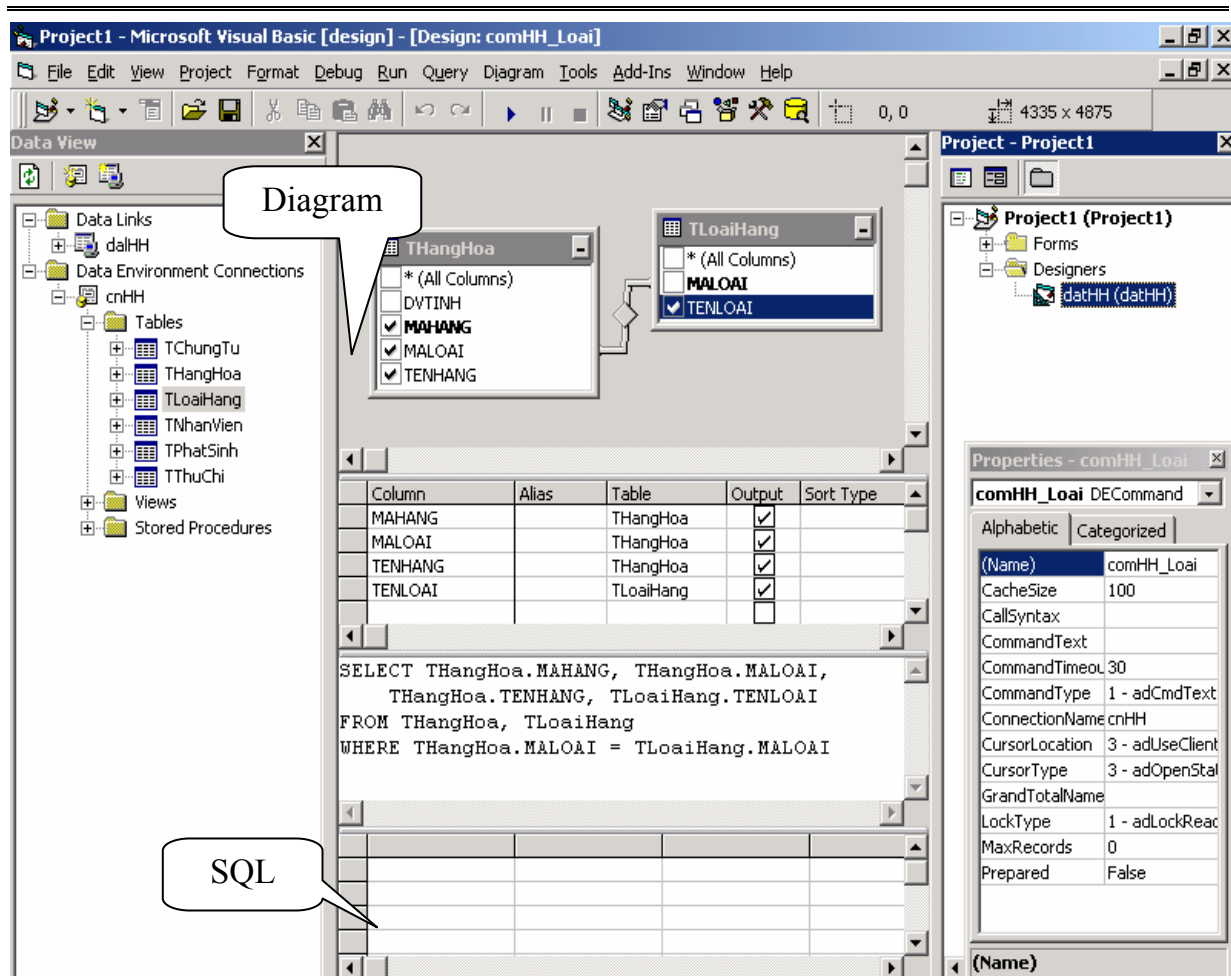 Project1 - Microsoft Visual Basic [design] - [Design: comHH_Loai]
File Edit View Project Format Debug Run Query Diagram Tools Add-Ins Window Help
0, 0
4335 x 4875
Data View
Data Links
dalHH
Data Environment Connections
cnHH
Tables
TChungTu
THangHoa
TLoaiHang
TNhanVien
TPhatSinh
TThuChi
Views
Stored Procedures
Diagram
THangHoa
* (All Columns)
DVTINH
MAHANG
MALOAI
TENHANG
TLoaiHang
* (All Columns)
MALOAI
TENLOAI
Column Alias Table Output Sort Type
MAHANG THangHoa
MALOAI THangHoa
TENHANG THangHoa
TENLOAI TLoaiHang
SELECT THangHoa.MAHANG, THangHoa.MALOAI,
THangHoa.TENHANG, TLoaiHang.TENLOAI
FROM THangHoa, TLoaiHang
WHERE THangHoa.MALOAI = TLoaiHang.MALOAI
SQL
Project - Project1
Project1 (Project1)
Forms
Designers
datHH (datHH)
Properties - comHH_Loai
comHH_Loai DECommand
Alphabetic Categorized
(Name) comHH_Loai
CacheSize 100
CallSyntax
CommandText
CommandTimeou 30
CommandType 1 - adCmdText
ConnectionName cnHH
CursorLocation 3 - adUseClient
CursorType 3 - adOpenStat
GrandTotalName
LockType 1 - adLockReac
MaxRecords 0
Prepared False
(Name)